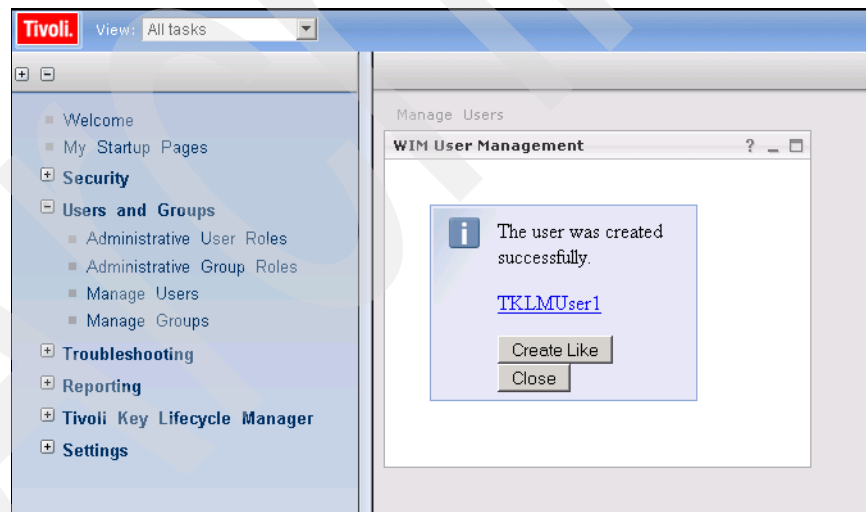 Tivoli. View: All tasks
Welcome
My Startup Pages
Security
Users and Groups
Administrative User Roles
Administrative Group Roles
Manage Users
Manage Groups
Troubleshooting
Reporting
Tivoli Key Lifecycle Manager
Settings
Manage Users
WIM User Management ?
The user was created
successfully.
TKLMUser1
Create Like
Close